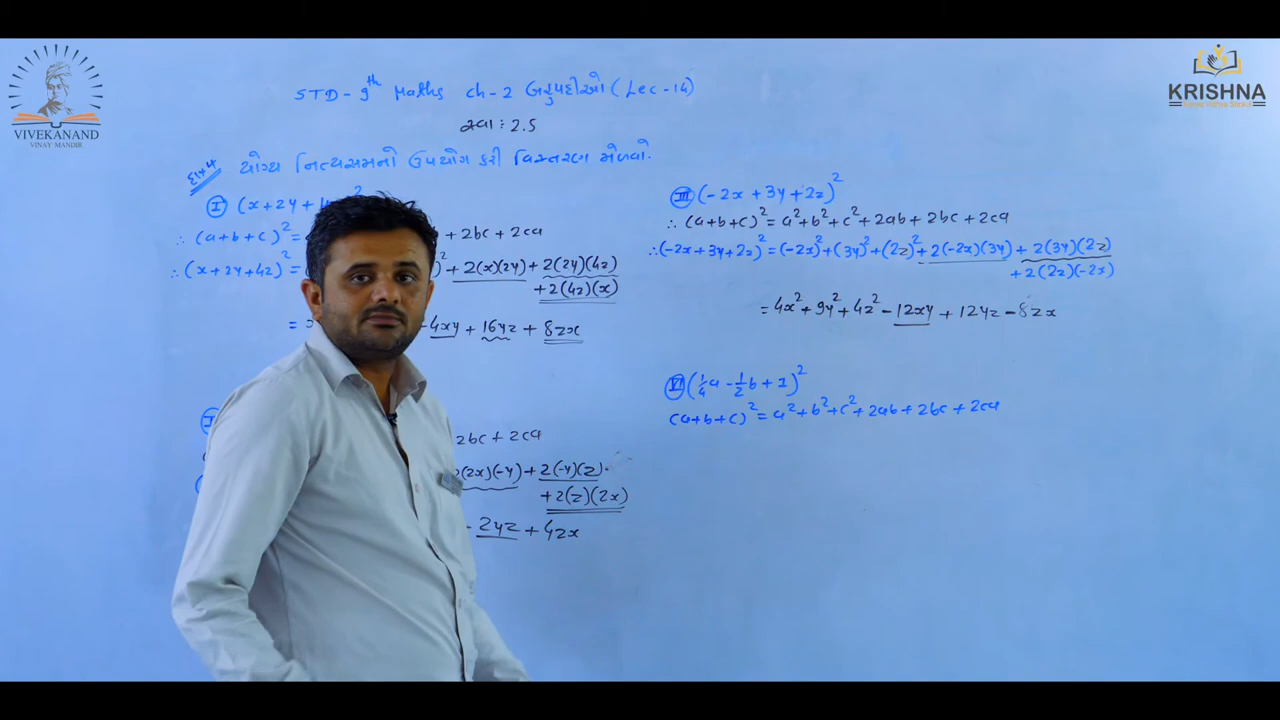 VIVEKANAND
VINAY MANDIR
KRISHNA
STD - 9th Maths ch-2 બહુપદીઓ (Lec-14)
સ્વા : 2.5
દા.4 યોગ્ય નિત્યસમનો ઉપયોગ કરી વિસ્તરણ મેળવો.
I (x+2y+4
∴ (a+b+c)²= + 2bc + 2ca
∴ (x+2y+4z)²= )² + 2(x)(2y) + 2(2y)(4z)
+ 2(4z)(x)
= 4xy + 16yz + 8zx
2bc + 2ca
(2x)(-y) + 2(-y)(z)
+ 2(z)(2x)
- 2yz + 4zx
III (-2x + 3y + 2z)²
∴ (a+b+c)² = a²+b²+c²+2ab+2bc+2ca
∴(-2x+3y+2z)² = (-2x)²+(3y)²+(2z)²+2(-2x)(3y)+2(3y)(2z)
+2(2z)(-2x)
= 4x²+9y²+4z²-12xy+12yz-8zx
VI (1/4a - 1/2b + 1)²
(a+b+c)² = a²+b²+c²+2ab+2bc+2ca